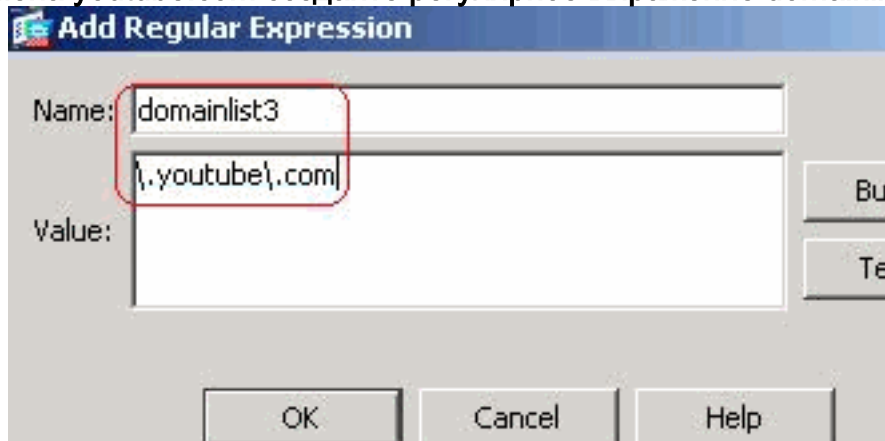 Add Regular Expression
Name: domainlist3
\.youtube\.com
Value:
OK Cancel Help